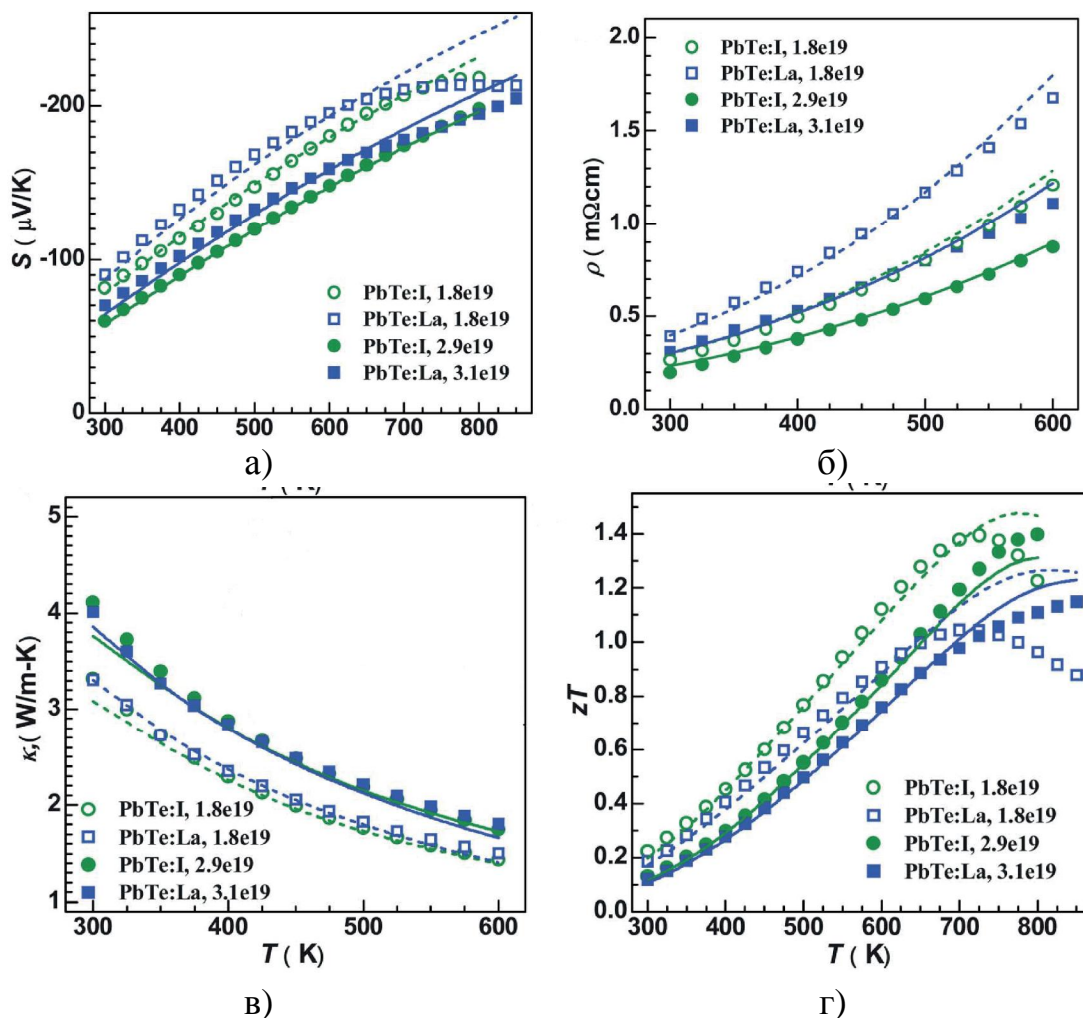 -200
-100
0
S ( μV/K)
300 400 500 600 700 800
PbTe:I, 1.8e19
PbTe:La, 1.8e19
PbTe:I, 2.9e19
PbTe:La, 3.1e19
а)
2.0
1.5
1.0
0.5
0.0
ρ ( mΩcm)
PbTe:I, 1.8e19
PbTe:La, 1.8e19
PbTe:I, 2.9e19
PbTe:La, 3.1e19
300 400 500 600
б)
5
4
3
2
1
κ,( W/m-K)
PbTe:I, 1.8e19
PbTe:La, 1.8e19
PbTe:I, 2.9e19
PbTe:La, 3.1e19
300 400 500 600
T ( K)
в)
1.4
1.2
1.0
0.8
0.6
0.4
0.2
0.0
zT
PbTe:I, 1.8e19
PbTe:La, 1.8e19
PbTe:I, 2.9e19
PbTe:La, 3.1e19
300 400 500 600 700 800
T ( K)
г)